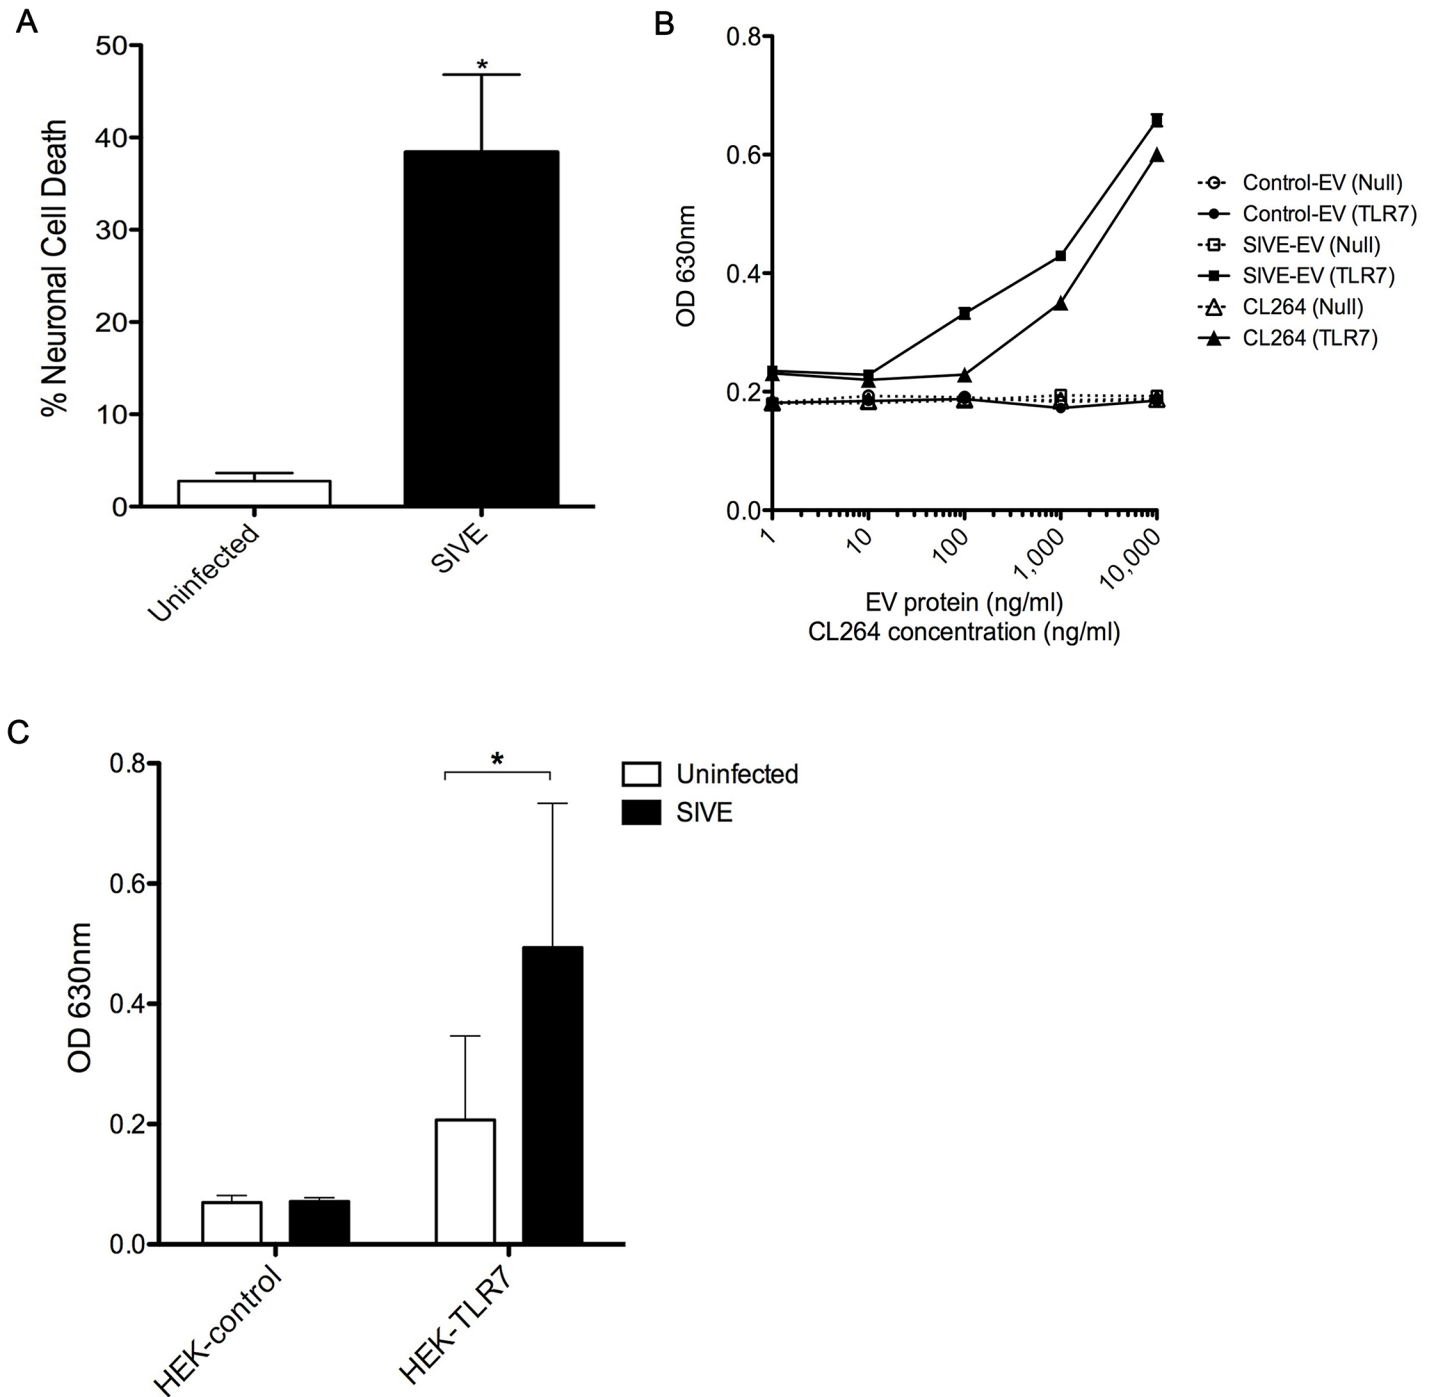 A
50
40
30
20
10
0
% Neuronal Cell Death
*
Uninfected
SIVE
B
0.8
0.6
0.4
0.2
0.0
OD 630nm
1
10
100
1,000
10,000
EV protein (ng/ml)
CL264 concentration (ng/ml)
Control-EV (Null)
Control-EV (TLR7)
SIVE-EV (Null)
SIVE-EV (TLR7)
CL264 (Null)
CL264 (TLR7)
C
0.8
0.6
0.4
0.2
0.0
OD 630nm
*
HEK-control
HEK-TLR7
Uninfected
SIVE